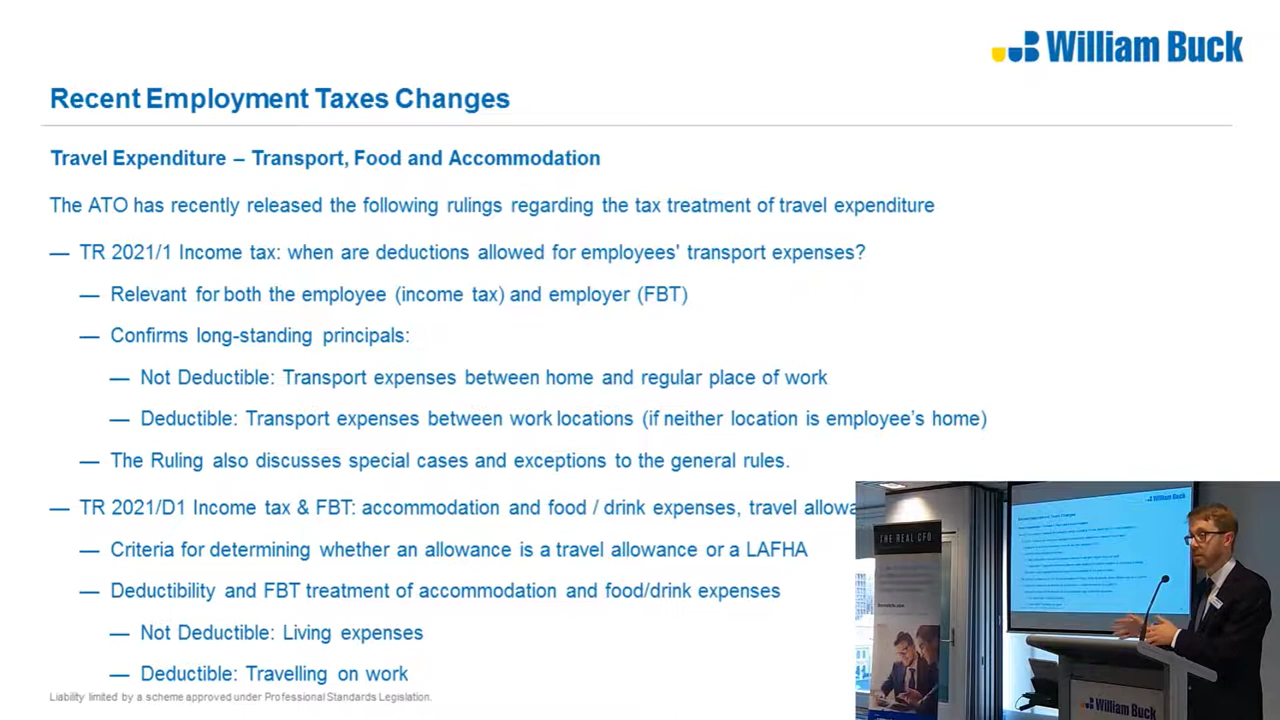 William Buck
Recent Employment Taxes Changes
Travel Expenditure – Transport, Food and Accommodation
The ATO has recently released the following rulings regarding the tax treatment of travel expenditure
— TR 2021/1 Income tax: when are deductions allowed for employees' transport expenses?
— Relevant for both the employee (income tax) and employer (FBT)
— Confirms long-standing principals:
— Not Deductible: Transport expenses between home and regular place of work
— Deductible: Transport expenses between work locations (if neither location is employee's home)
— The Ruling also discusses special cases and exceptions to the general rules.
— TR 2021/D1 Income tax & FBT: accommodation and food / drink expenses, travel allowa
— Criteria for determining whether an allowance is a travel allowance or a LAFHA
— Deductibility and FBT treatment of accommodation and food/drink expenses
— Not Deductible: Living expenses
— Deductible: Travelling on work
Liability limited by a scheme approved under Professional Standards Legislation.
THE REAL CFO
William Buck
Recent Employment Taxes Changes
William Buck